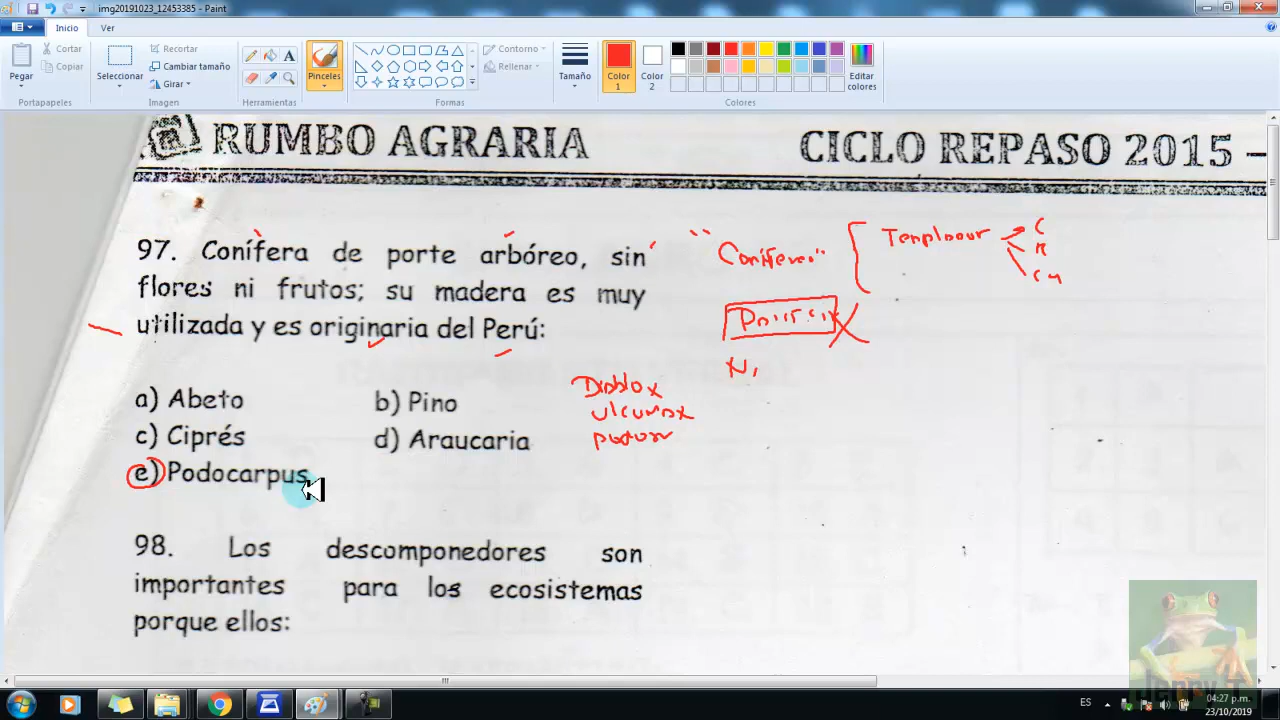 img20191023_12453385 - Paint
Inicio
Ver
Pegar
Cortar
Copiar
Portapapeles
Seleccionar
Recortar
Cambiar tamaño
Girar
Imagen
Herramientas
Pinceles
Contorno
Rellenar
Formas
Tamaño
Color 1
Color 2
Editar colores
Colores
RUMBO AGRARIA
CICLO REPASO 2015 –
97. Conífera de porte arbóreo, sin
flores ni frutos; su madera es muy
utilizada y es originaria del Perú:
a) Abeto
b) Pino
c) Ciprés
d) Araucaria
e) Podocarpus
Diablox
98. Los descomponedores son
importantes para los ecosistemas
porque ellos:
ES
04:27 p.m.
23/10/2019